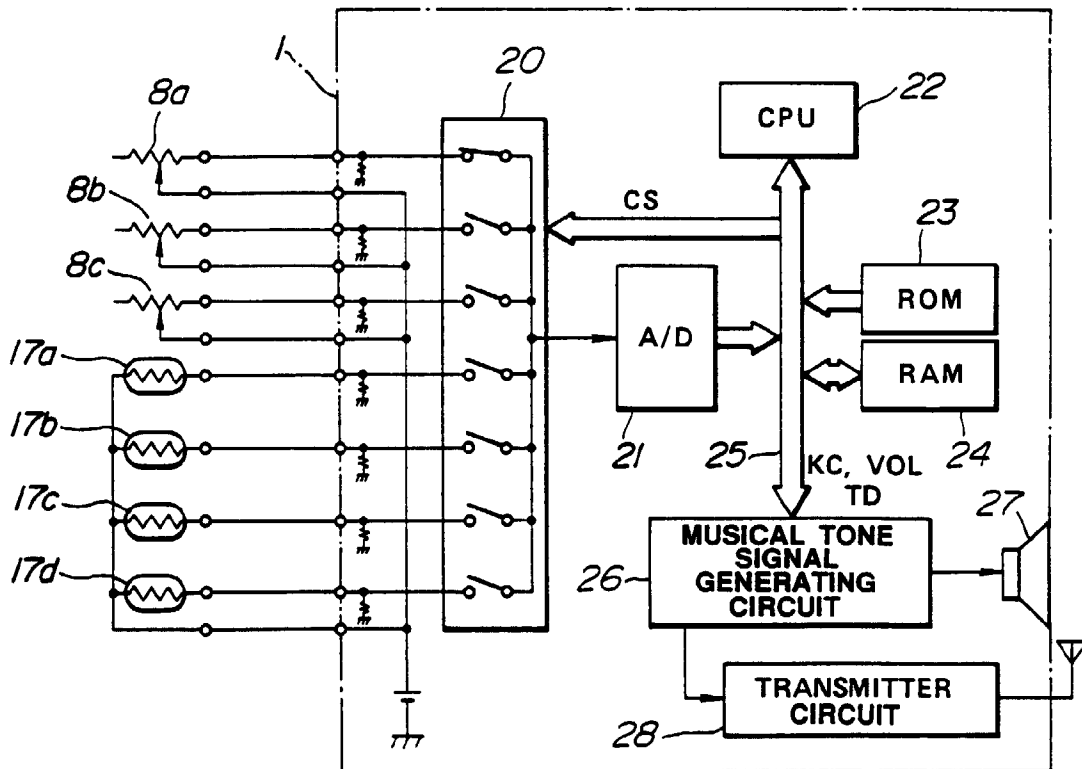 1
20
8a
CPU
22
8b
CS
23
8c
ROM
A/D
17a
RAM
17b
21
25
24
KC, VOL
TD
17c
27
MUSICAL TONE
SIGNAL
GENERATING
CIRCUIT
17d
26
TRANSMITTER
CIRCUIT
28